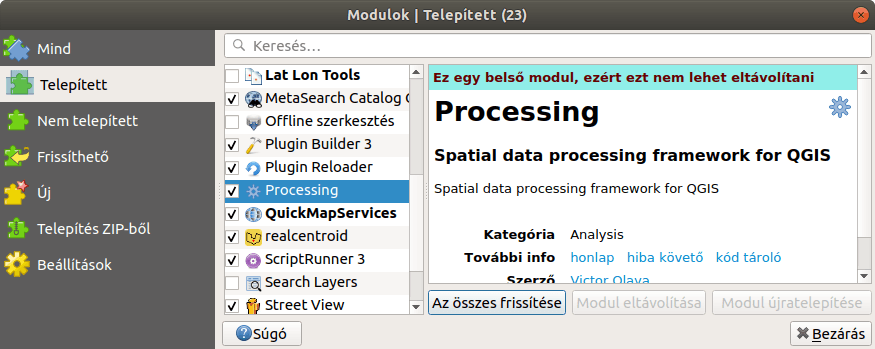 Modulok | Telepített (23)
Mind
Telepített
Nem telepített
Frissíthető
Új
Telepítés ZIP-ből
Beállítások
Keresés…
Lat Lon Tools
MetaSearch Catalog C
Offline szerkesztés
Plugin Builder 3
Plugin Reloader
Processing
QuickMapServices
realcentroid
ScriptRunner 3
Search Layers
Street View
Ez egy belső modul, ezért ezt nem lehet eltávolítani
Processing
Spatial data processing framework for QGIS
Spatial data processing framework for QGIS
Kategória Analysis
További info honlap hiba követő kód tároló
Szerző Victor Olaya
Az összes frissítése Modul eltávolítása Modul újratelepítése
Súgó Bezárás